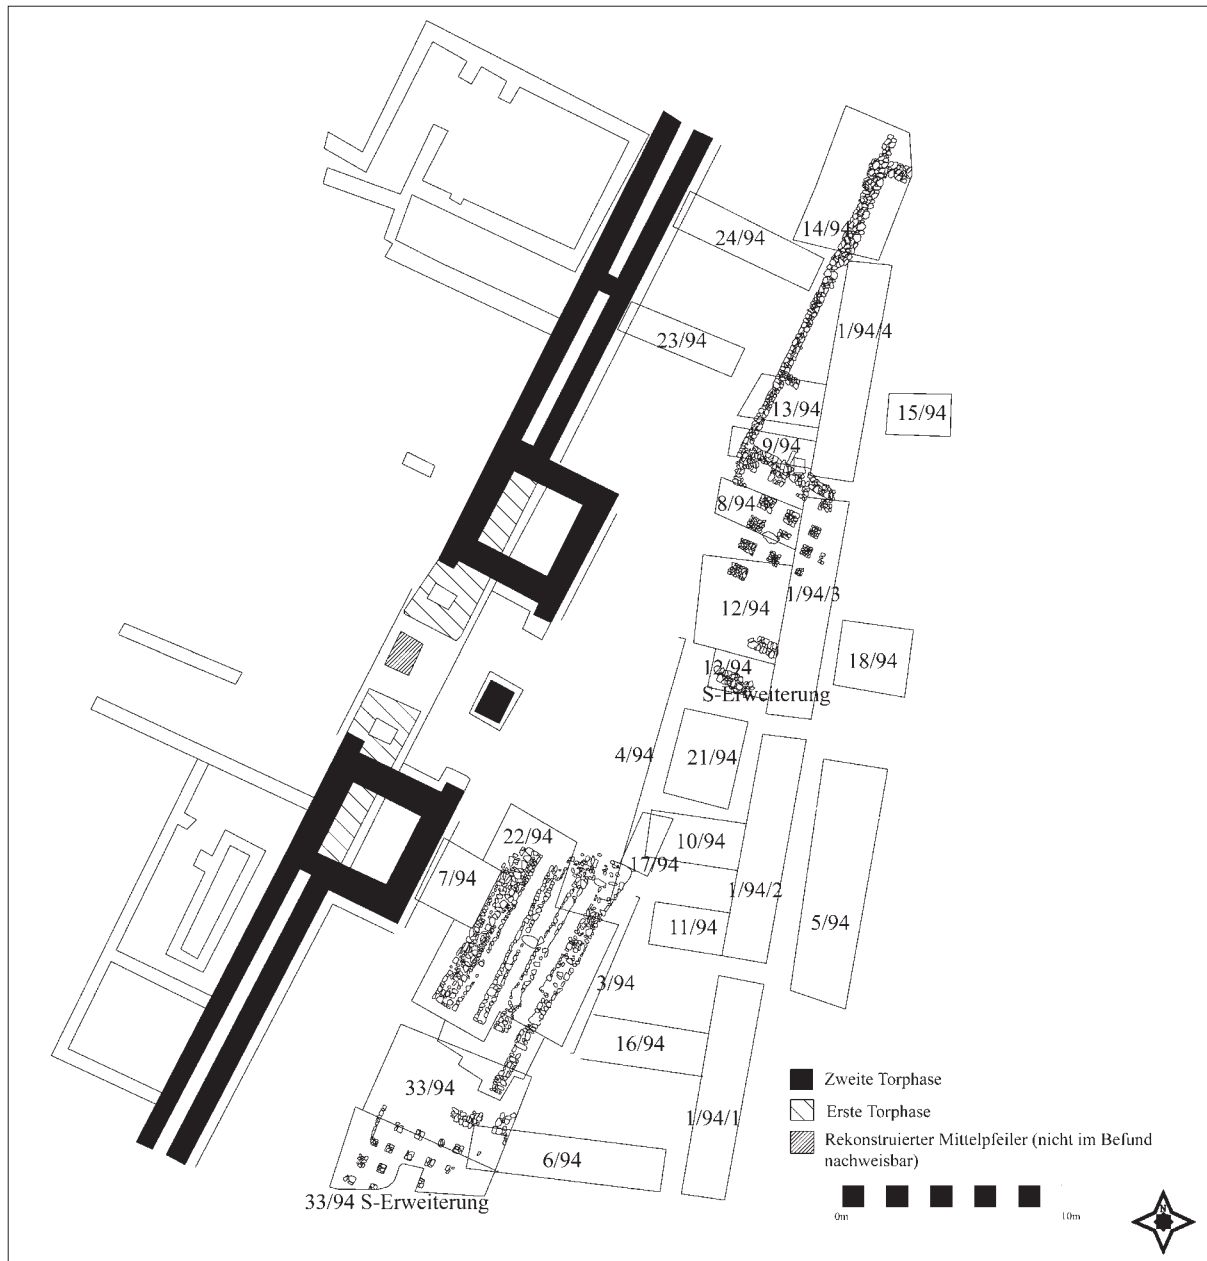 24/94
14/94
23/94
1/94/4
13/94
15/94
9/94
8/94
12/94
1/94/3
18/94
12/94
S-Erweiterung
4/94
21/94
22/94
10/94
17/94
7/94
1/94/2
11/94
5/94
3/94
16/94
33/94
1/94/1
6/94
33/94 S-Erweiterung
Zweite Torphase
Erste Torphase
Rekonstruierter Mittelpfeiler (nicht im Befund
nachweisbar)
0m
10m
N